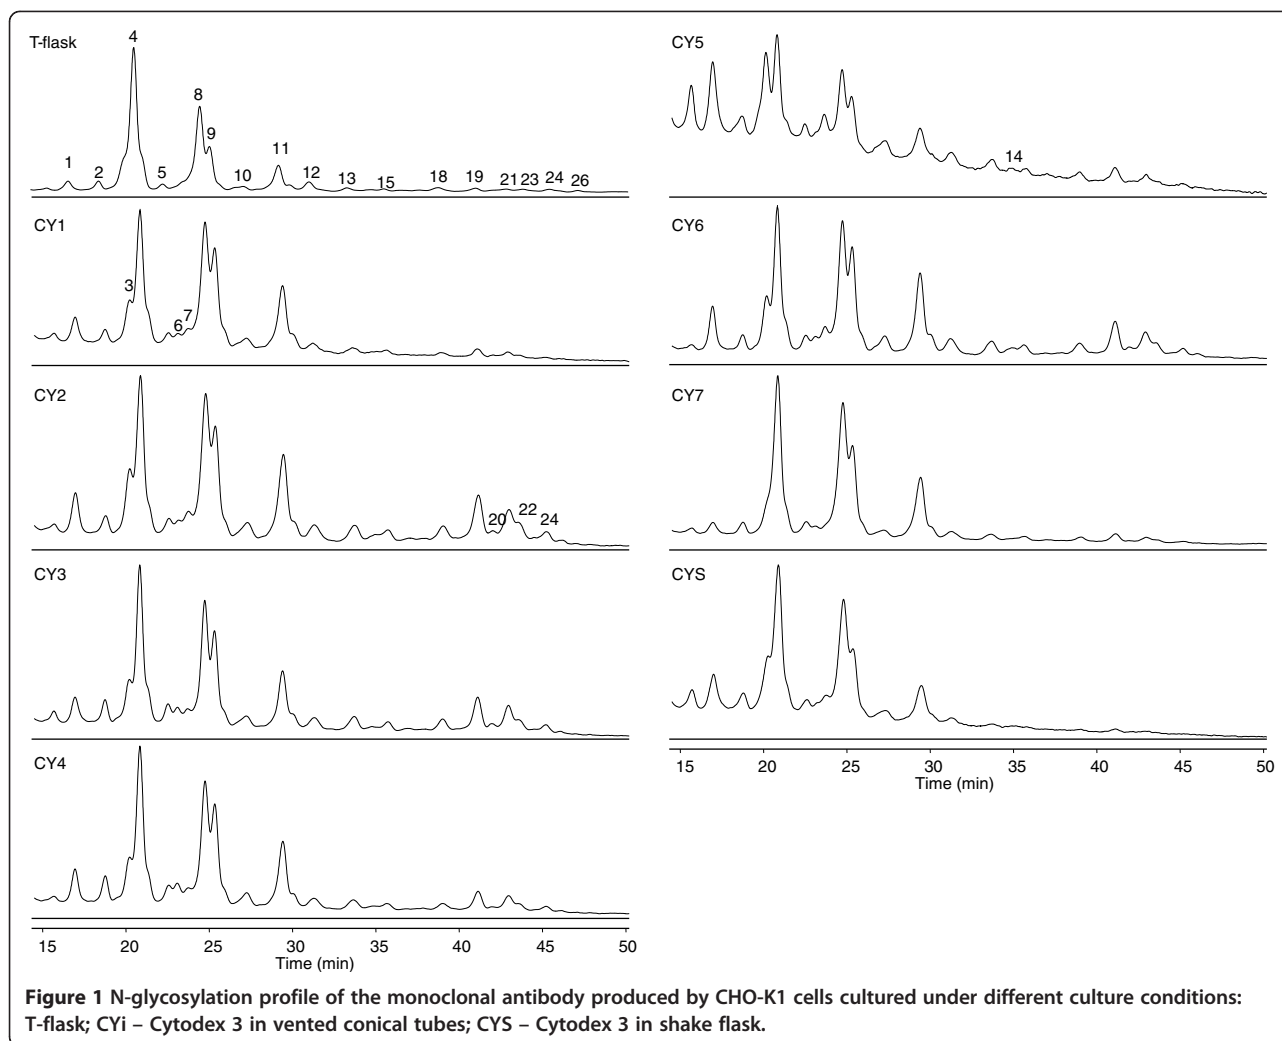 T-flask
4
8
9
1
2
5
10
11
12
13
15
18
19
21 23 24 26
CY1
3
6
7
CY2
20
22
24
CY3
CY4
15 20 25 30 35 40 45 50
Time (min)
CY5
14
CY6
CY7
CYS
15 20 25 30 35 40 45 50
Time (min)
Figure 1 N-glycosylation profile of the monoclonal antibody produced by CHO-K1 cells cultured under different culture conditions:
T-flask; CYi – Cytodex 3 in vented conical tubes; CYS – Cytodex 3 in shake flask.